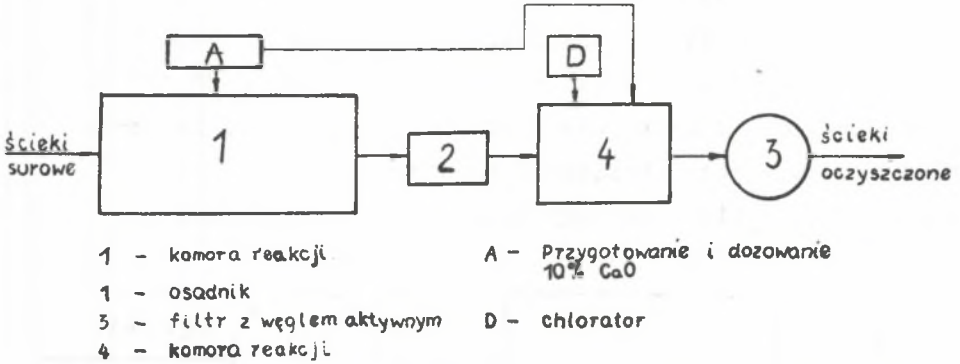 A
D
ścieki
surowe
1
2
4
3
ścieki
oczyszczone
1 - komora reakcji
A - Przygotowanie i dozowanie
10% CaO
1 - osadnik
3 - filtr z węglem aktywnym
D - chlorator
4 - komora reakcji